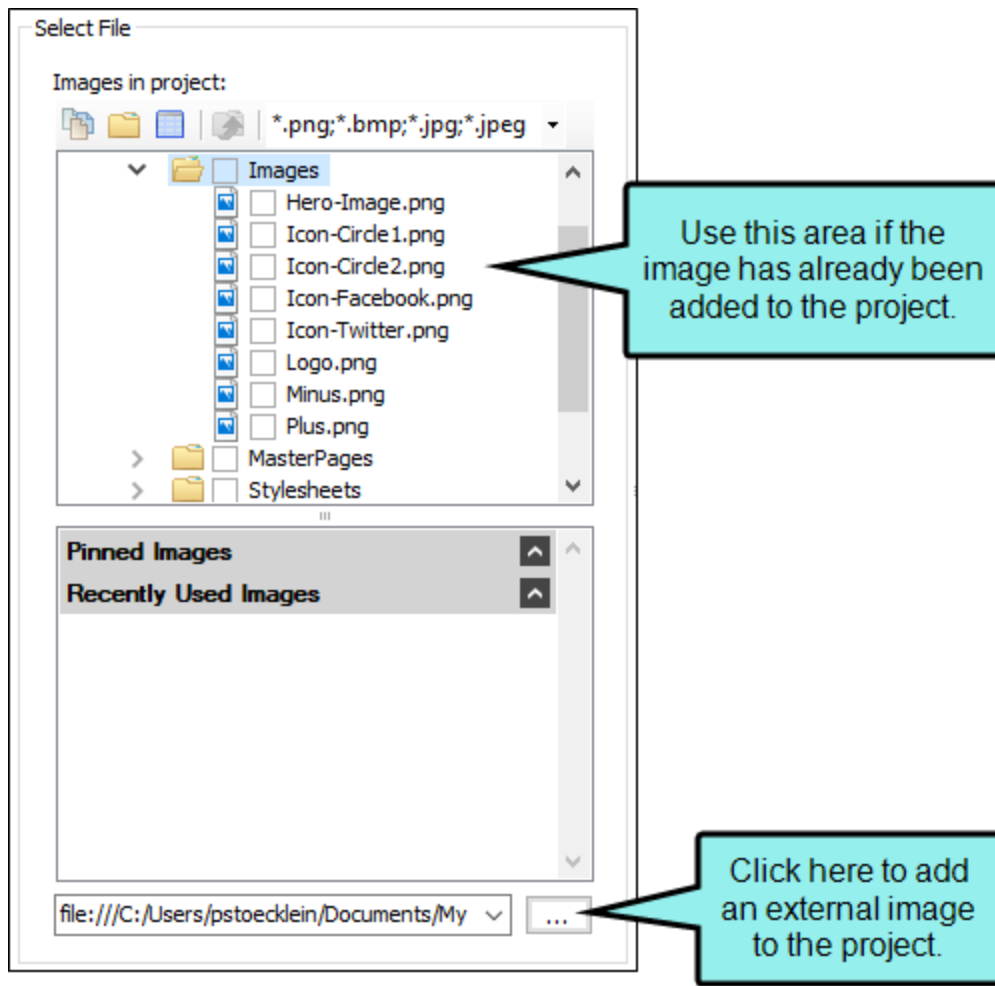 Select File
Images in project:
*.png;*.bmp;*.jpg;*.jpeg
Images
Hero-Image.png
Icon-Circle1.png
Icon-Circle2.png
Icon-Facebook.png
Icon-Twitter.png
Logo.png
Minus.png
Plus.png
MasterPages
Stylesheets
Use this area if the
image has already been
added to the project.
Pinned Images
Recently Used Images
file:///C:/Users/pstoecklein/Documents/My
...
Click here to add
an external image
to the project.